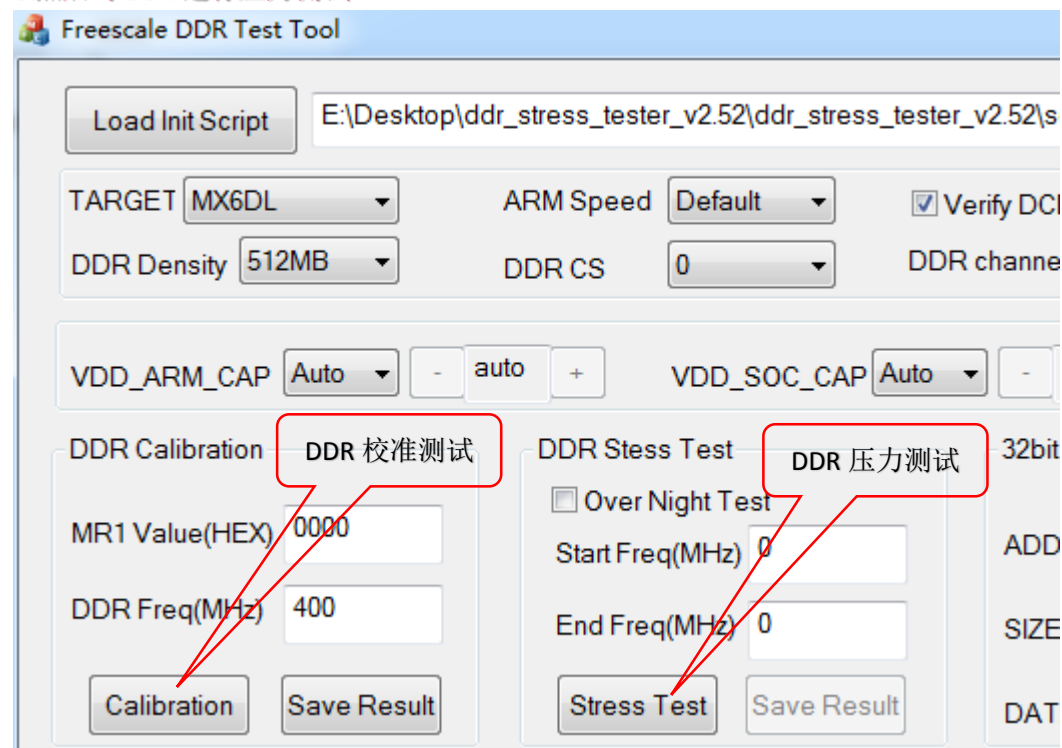 Freescale DDR Test Tool
Load Init Script E:\Desktop\ddr_stress_tester_v2.52\ddr_stress_tester_v2.52\s
TARGET MX6DL ARM Speed Default Verify DC
DDR Density 512MB DDR CS 0 DDR channe
VDD_ARM_CAP Auto - auto + VDD_SOC_CAP Auto -
DDR Calibration DDR 校准测试 DDR Stess Test DDR 压力测试 32bit
Over Night Test
MR1 Value(HEX) 0000 Start Freq(MHz) 0 ADD
DDR Freq(MHz) 400 End Freq(MHz) 0 SIZE
Calibration Save Result Stress Test Save Result DAT